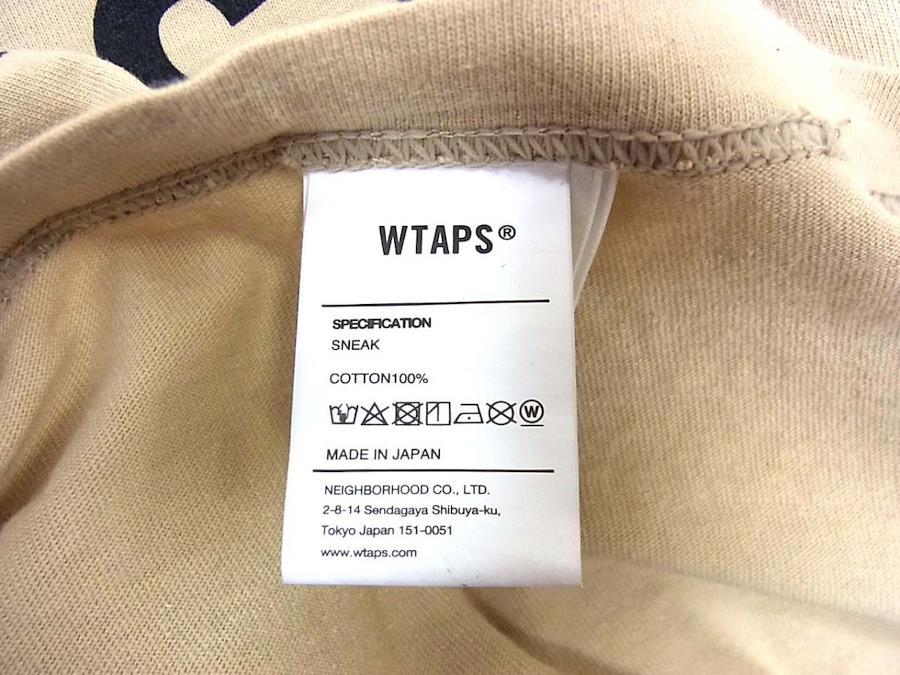 WTAPS®
SPECIFICATION
SNEAK
COTTON100%
W
MADE IN JAPAN
NEIGHBORHOOD CO., LTD.
2-8-14 Sendagaya Shibuya-ku,
Tokyo Japan 151-0051
www.wtaps.com